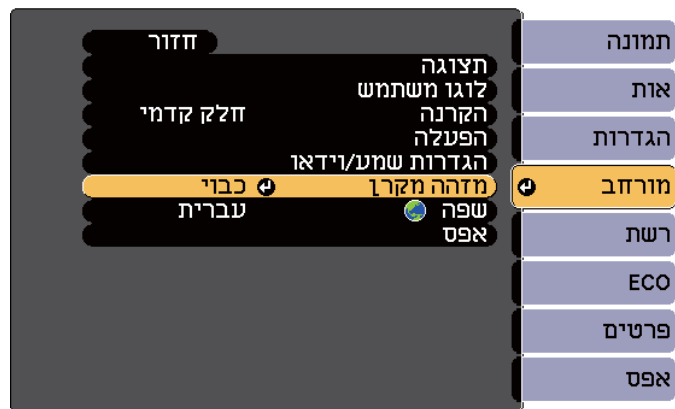 תמונה
אות
הגדרות
מורחב
רשת
ECO
פרטים
אפס
חזור
תצוגה
לוגו משתמש
הקרנה חלק קדמי
הפעלה
הגדרות שמע/וידאו
מזהה מקרן כבוי
שפה עברית
אפס